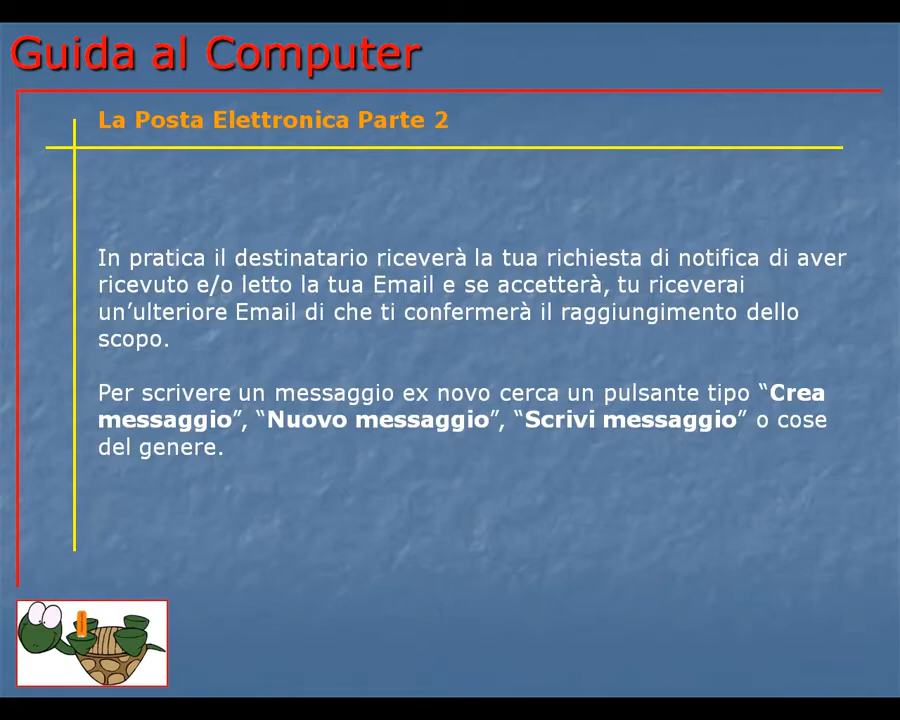 Guida al Computer
La Posta Elettronica Parte 2
In pratica il destinatario riceverà la tua richiesta di notifica di aver
ricevuto e/o letto la tua Email e se accetterà, tu riceverai
un’ulteriore Email di che ti confermerà il raggiungimento dello
scopo.
Per scrivere un messaggio ex novo cerca un pulsante tipo “Crea
messaggio”, “Nuovo messaggio”, “Scrivi messaggio” o cose
del genere.